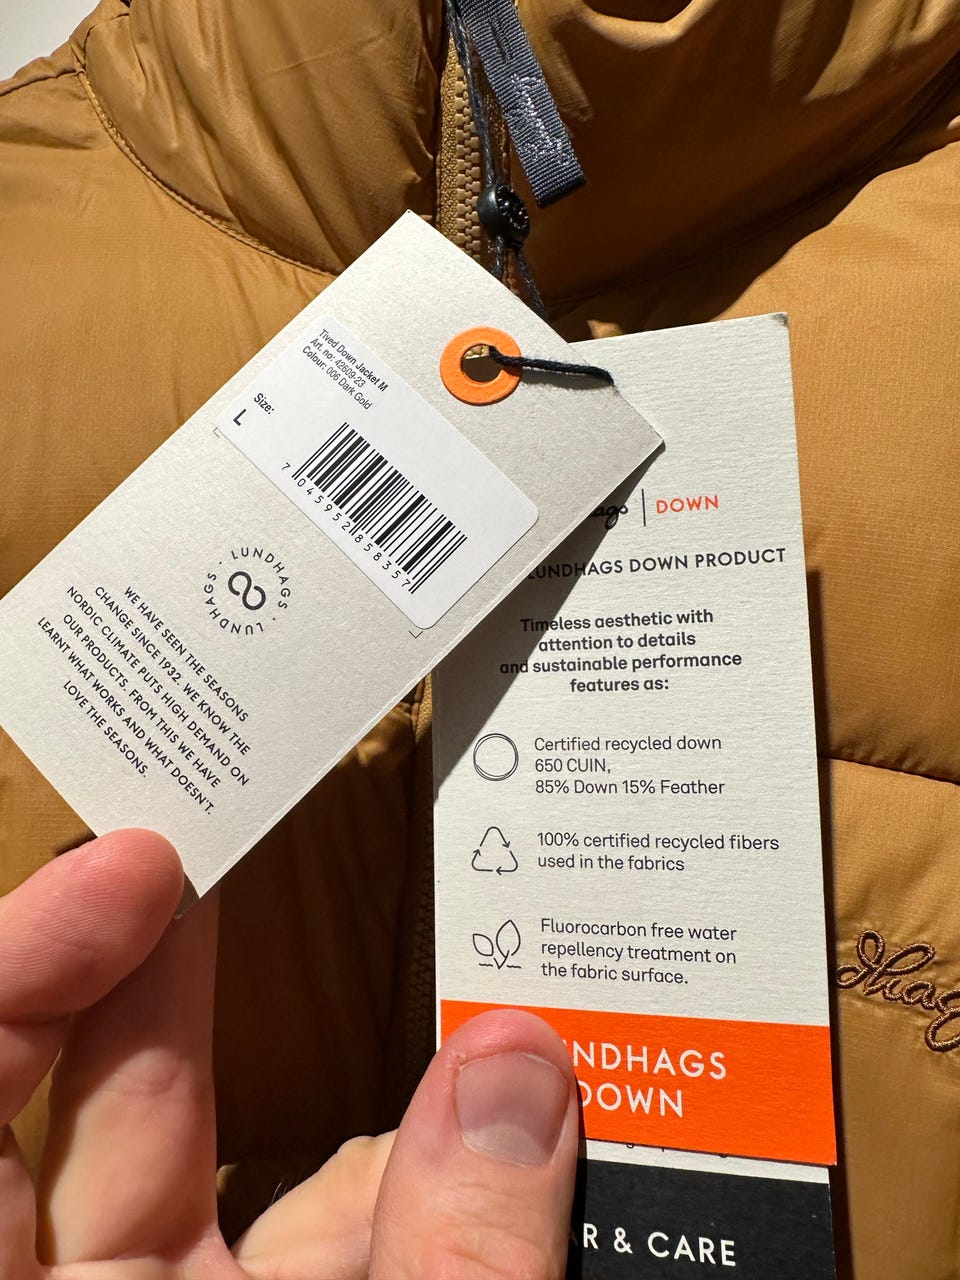 Tived Down Jacket M
Art. no: 42609-23
Colour: 006 Dark Gold
Size:
L
7 045952 858357
LUNDHAGS · LUNDHAGS ·
WE HAVE SEEN THE SEASONS
CHANGE SINCE 1932. WE KNOW THE
NORDIC CLIMATE PUTS HIGH DEMAND ON
OUR PRODUCTS. FROM THIS WE HAVE
LEARNT WHAT WORKS AND WHAT DOESN'T.
LOVE THE SEASONS.
ags | DOWN
LUNDHAGS DOWN PRODUCT
Timeless aesthetic with
attention to details
and sustainable performance
features as:
Certified recycled down
650 CUIN,
85% Down 15% Feather
100% certified recycled fibers
used in the fabrics
Fluorocarbon free water
repellency treatment on
the fabric surface.
NDHAGS
DOWN
R & CARE
dhag